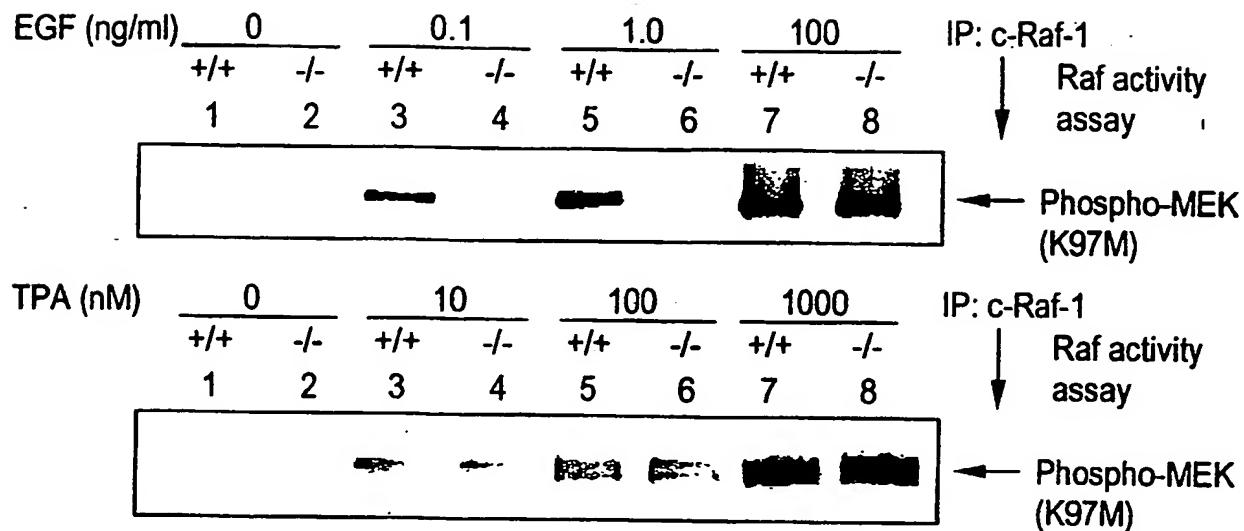 EGF (ng/ml) 0 0.1 1.0 100 IP: c-Raf-1
+/+ -/- +/+ -/- +/+ -/- +/+ -/- Raf activity
1 2 3 4 5 6 7 8 assay
Phospho-MEK
(K97M)
TPA (nM) 0 10 100 1000 IP: c-Raf-1
+/+ -/- +/+ -/- +/+ -/- +/+ -/- Raf activity
1 2 3 4 5 6 7 8 assay
Phospho-MEK
(K97M)